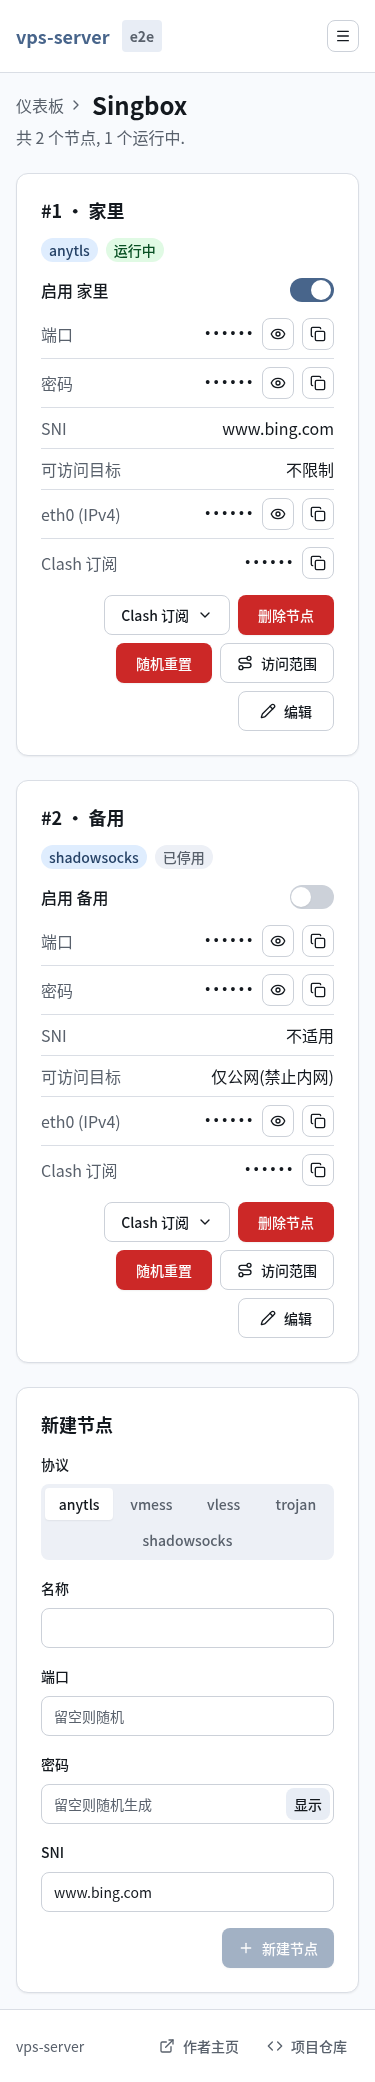 vps-server e2e
仪表板 > Singbox
共 2 个节点, 1 个运行中.
#1 · 家里
anytls 运行中
启用 家里
端口 ••••••
密码 ••••••
SNI www.bing.com
可访问目标 不限制
eth0 (IPv4) ••••••
Clash 订阅 ••••••
Clash 订阅 删除节点
随机重置 访问范围
编辑
#2 · 备用
shadowsocks 已停用
启用 备用
端口 ••••••
密码 ••••••
SNI 不适用
可访问目标 仅公网(禁止内网)
eth0 (IPv4) ••••••
Clash 订阅 ••••••
Clash 订阅 删除节点
随机重置 访问范围
编辑
新建节点
协议
anytls vmess vless trojan
shadowsocks
名称
端口
留空则随机
密码
留空则随机生成 显示
SNI
www.bing.com
+ 新建节点
vps-server 作者主页 项目仓库